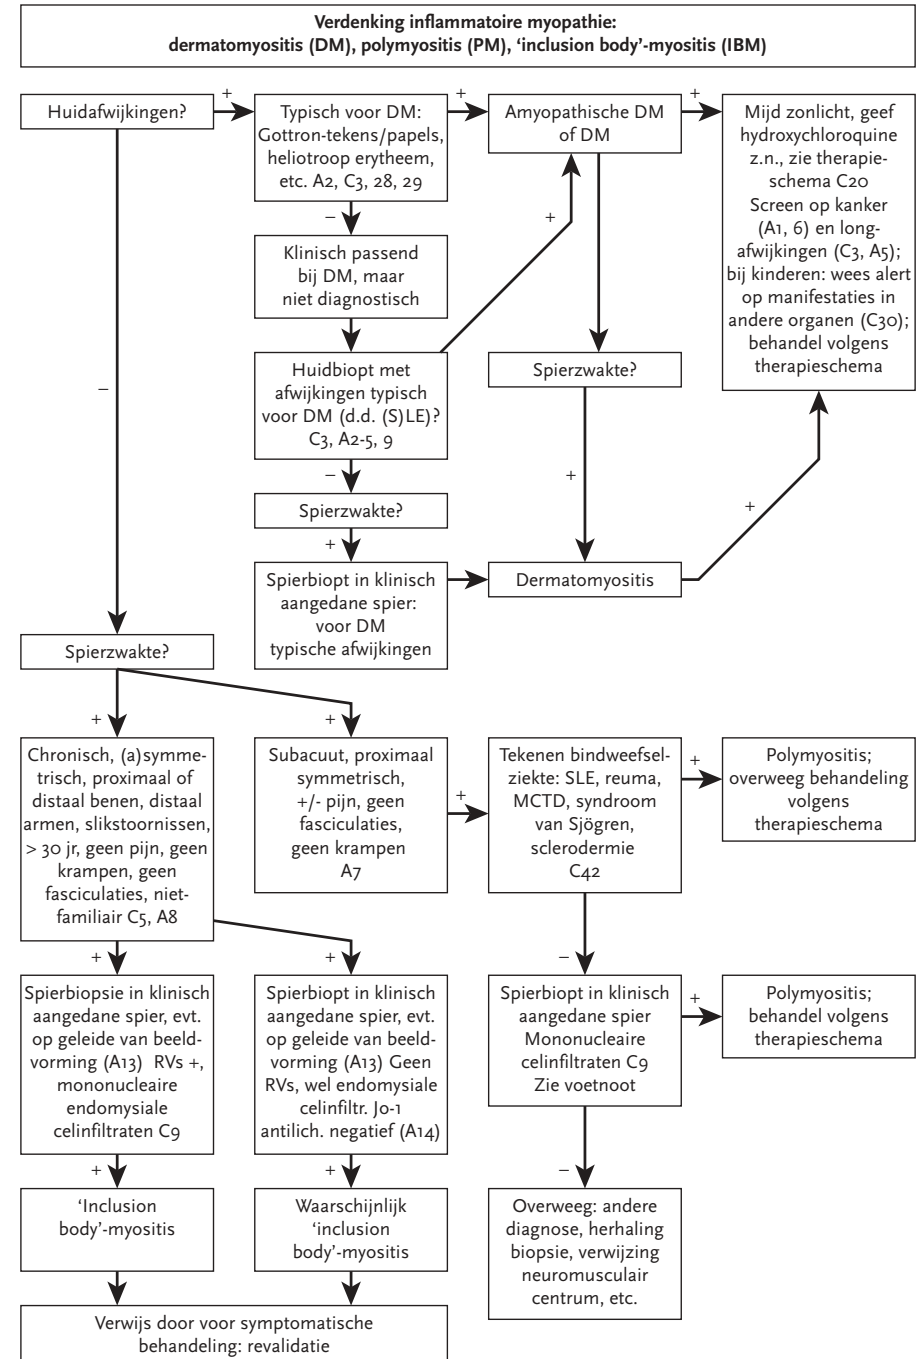 Verdenking inflammatoire myopathie:
dermatomyositis (DM), polymyositis (PM), ‘inclusion body’-myositis (IBM)
Huidafwijkingen?
+
Typisch voor DM:
Gottron-tekens/papels,
heliotroop erytheem,
etc. A2, C3, 28, 29
+
Amyopathische DM
of DM
+
Mijd zonlicht, geef
hydroxychloroquine
z.n., zie therapie-
schema C20
Screen op kanker
(A1, 6) en long-
afwijkingen (C3, A5);
bij kinderen: wees alert
op manifestaties in
andere organen (C30);
behandel volgens
therapieschema
–
Klinisch passend
bij DM, maar
niet diagnostisch
+
–
Huidbiopt met
afwijkingen typisch
voor DM (d.d. (S)LE)?
C3, A2-5, 9
Spierzwakte?
–
Spierzwakte?
+
+
+
Spierbiopt in klinisch
aangedane spier:
voor DM
typische afwijkingen
Dermatomyositis
Spierzwakte?
+
+
Chronisch, (a)symme-
trisch, proximaal of
distaal benen, distaal
armen, slikstoornissen,
> 30 jr, geen pijn, geen
krampen, geen
fasciculaties, niet-
familiair C5, A8
Subacuut, proximaal
symmetrisch,
+/- pijn, geen
fasciculaties,
geen krampen
A7
+
Tekenen bindweefsel-
ziekte: SLE, reuma,
MCTD, syndroom
van Sjögren,
sclerodermie
C42
+
Polymyositis;
overweeg behandeling
volgens
therapieschema
+
+
–
Spierbiopsie in klinisch
aangedane spier, evt.
op geleide van beeld-
vorming (A13) RVs +,
mononucleaire
endomysiale
celinfiltraten C9
Spierbiopt in klinisch
aangedane spier, evt.
op geleide van beeld-
vorming (A13) Geen
RVs, wel endomysiale
celinfiltr. Jo-1
antilich. negatief (A14)
Spierbiopt in klinisch
aangedane spier
Mononucleaire
celinfiltraten C9
Zie voetnoot
+
Polymyositis;
behandel volgens
therapieschema
+
+
–
‘Inclusion
body’-myositis
Waarschijnlijk
‘inclusion
body’-myositis
Overweeg: andere
diagnose, herhaling
biopsie, verwijzing
neuromusculair
centrum, etc.
Verwijs door voor symptomatische
behandeling: revalidatie